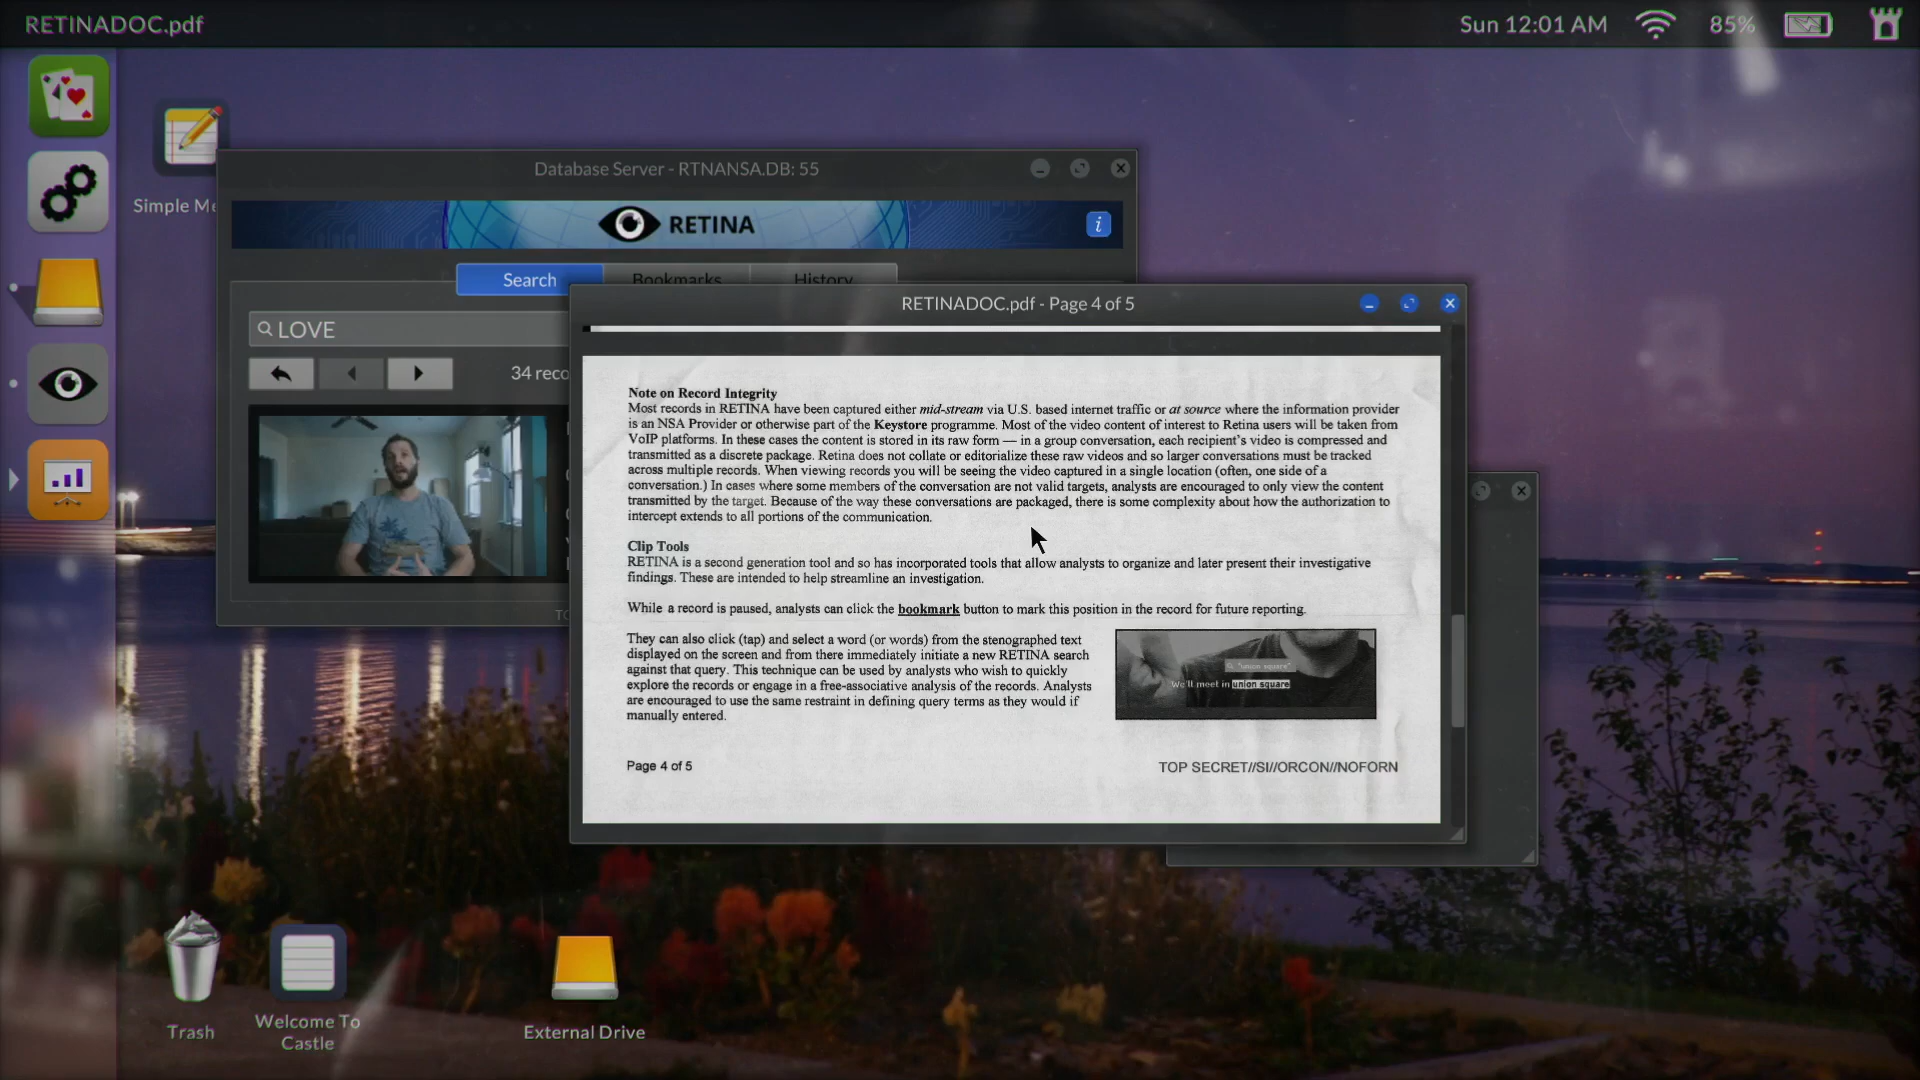 RETINADOC.pdf
Sun 12:01 AM
85%
Simple Me
Database Server - RTNANSA.DB: 55
RETINA
i
Search
Bookmarks
History
LOVE
34 reco
RETINADOC.pdf - Page 4 of 5
Note on Record Integrity
Most records in RETINA have been captured either mid-stream via U.S. based internet traffic or at source where the information provider
is an NSA Provider or otherwise part of the Keystore programme. Most of the video content of interest to Retina users will be taken from
VoIP platforms. In these cases the content is stored in its raw form — in a group conversation, each recipient's video is compressed and
transmitted as a discrete package. Retina does not collate or editorialize these raw videos and so larger conversations must be tracked
across multiple records. When viewing records you will be seeing the video captured in a single location (often, one side of a
conversation.) In cases where some members of the conversation are not valid targets, analysts are encouraged to only view the content
transmitted by the target. Because of the way these conversations are packaged, there is some complexity about how the authorization to
intercept extends to all portions of the communication.
Clip Tools
RETINA is a second generation tool and so has incorporated tools that allow analysts to organize and later present their investigative
findings. These are intended to help streamline an investigation.
While a record is paused, analysts can click the bookmark button to mark this position in the record for future reporting.
They can also click (tap) and select a word (or words) from the stenographed text
displayed on the screen and from there immediately initiate a new RETINA search
against that query. This technique can be used by analysts who wish to quickly
explore the records or engage in a free-associative analysis of the records. Analysts
are encouraged to use the same restraint in defining query terms as they would if
manually entered.
"union square"
We'll meet in union square
Page 4 of 5
TOP SECRET//SI//ORCON//NOFORN
TO
Trash
Welcome To
Castle
External Drive